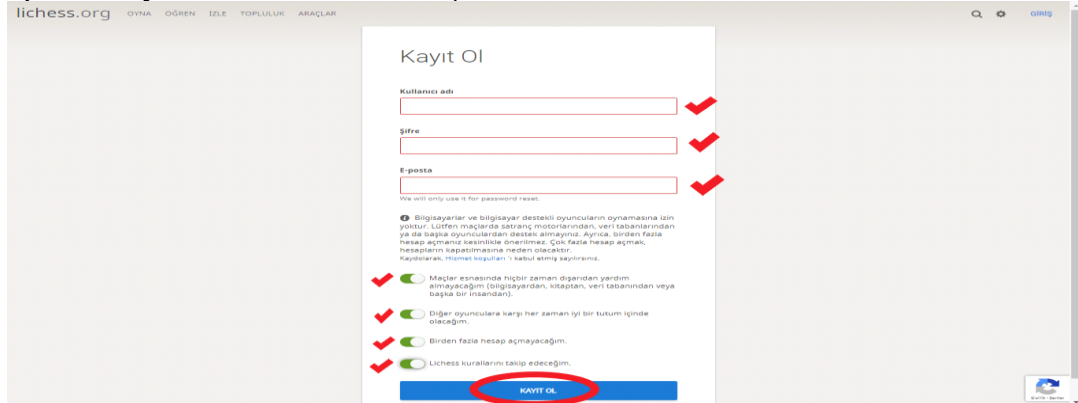 lichess.org OYNA ÖĞREN İZLE TOPLULUK ARAÇLAR GİRİŞ
Kayıt Ol
Kullanıcı adı
Şifre
E-posta
We will only use it for password reset.
Bilgisayarlar ve bilgisayar destekli oyuncuların oynamasına izin
yoktur. Lütfen maçlarda satranç motorlarından, veri tabanlarından
ya da başka oyunculardan destek almayınız. Ayrıca, birden fazla
hesap açmanız kesinlikle önerilmez. Çok fazla hesap açmak,
hesapların kapatılmasına neden olacaktır.
Kaydolarak, Hizmet koşulları 'ı kabul etmiş sayılırsınız.
Maçlar esnasında hiçbir zaman dışarıdan yardım
almayacağım (bilgisayardan, kitaptan, veri tabanından veya
başka bir insandan).
Diğer oyunculara karşı her zaman iyi bir tutum içinde
olacağım.
Birden fazla hesap açmayacağım.
Lichess kurallarını takip edeceğim.
KAYIT OL